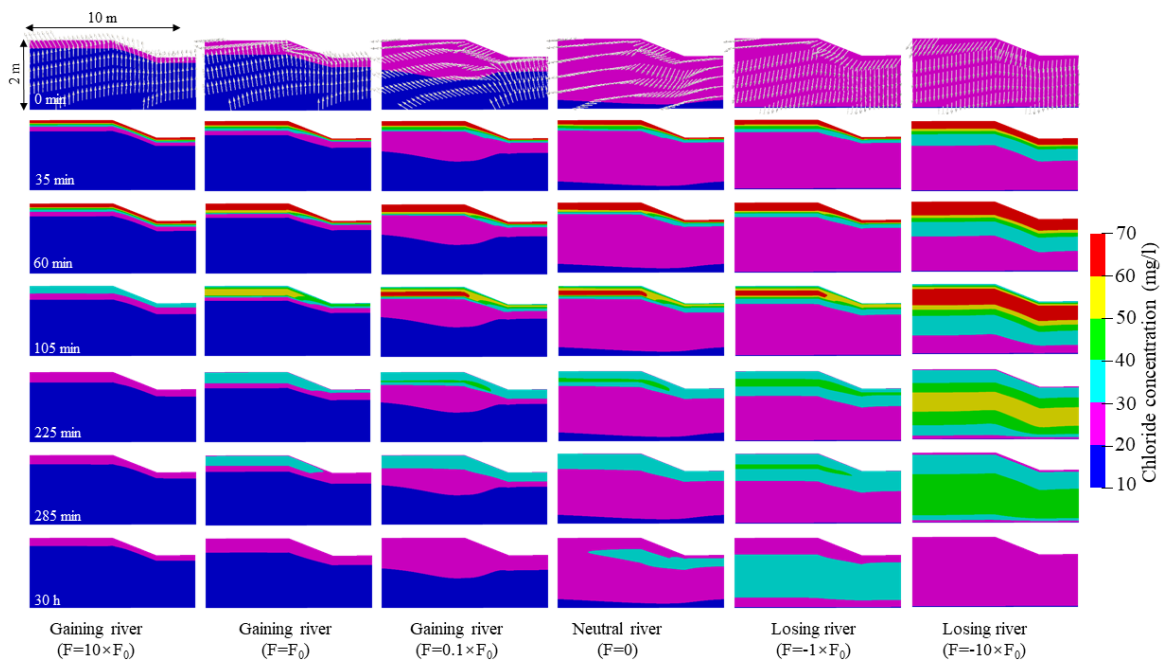 10 m
2 m
0 min
35 min
60 min
105 min
225 min
285 min
30 h
70
60
50
40
30
20
10
Chloride concentration (mg/l)
Gaining river
(F=10×F₀)
Gaining river
(F=F₀)
Gaining river
(F=0.1×F₀)
Neutral river
(F=0)
Losing river
(F=-1×F₀)
Losing river
(F=-10×F₀)